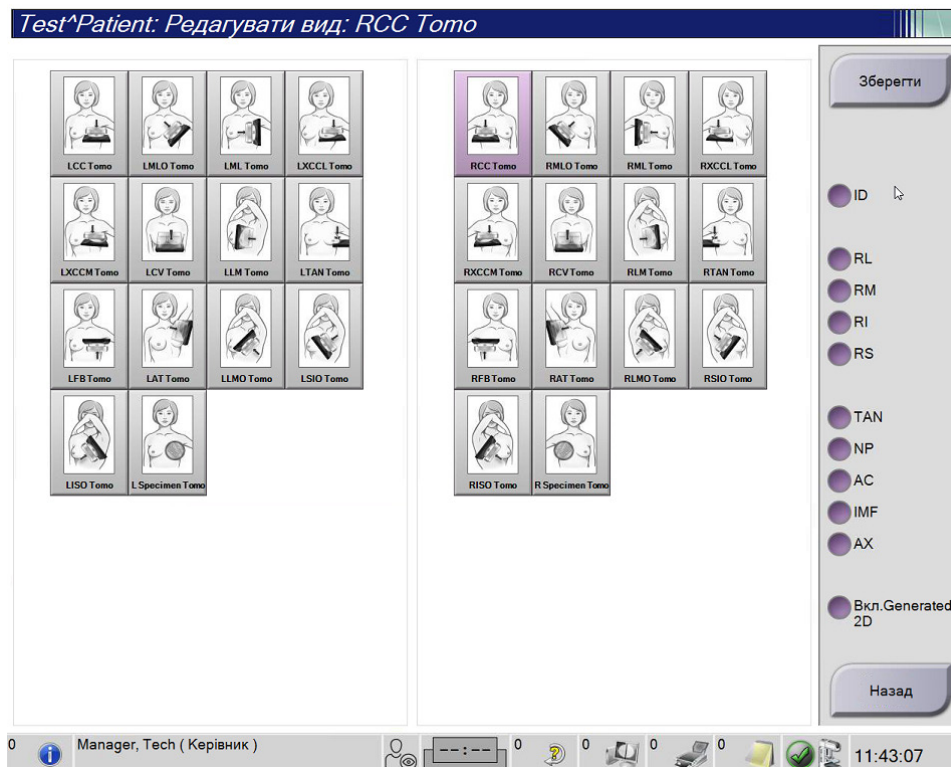 Test^Patient: Редагувати вид: RCC Tomo
LCC Tomo
LMLO Tomo
LML Tomo
LXCCL Tomo
LXCCM Tomo
LCV Tomo
LLM Tomo
LTAN Tomo
LFB Tomo
LAT Tomo
LLMO Tomo
LSIO Tomo
LISO Tomo
L Specimen Tomo
RCC Tomo
RMLO Tomo
RML Tomo
RXCCL Tomo
RXCCM Tomo
RCV Tomo
RLM Tomo
RTAN Tomo
RFB Tomo
RAT Tomo
RLMO Tomo
RSIO Tomo
RISO Tomo
R Specimen Tomo
Зберегти
ID
RL
RM
RI
RS
TAN
NP
AC
IMF
AX
Вкл.Generated
2D
Назад
0 Manager, Tech ( Керівник ) --:-- 0 0 0 0 11:43:07